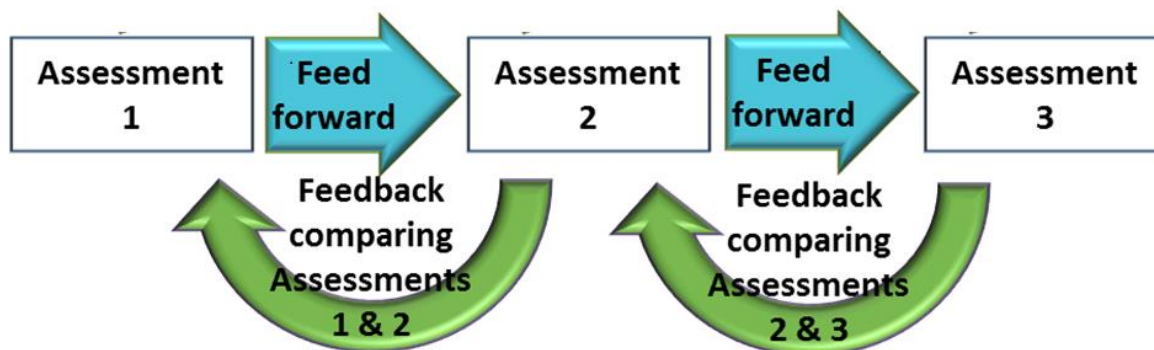 Assessment
1
Feed
forward
Assessment
2
Feed
forward
Assessment
3
Feedback
comparing
Assessments
1 & 2
Feedback
comparing
Assessments
2 & 3